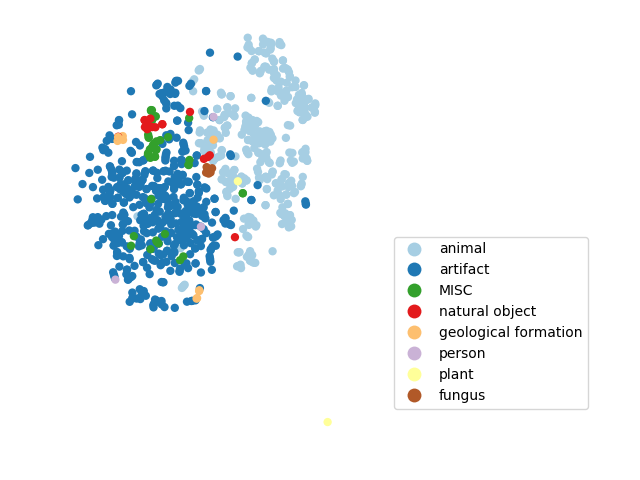 animal
artifact
MISC
natural object
geological formation
person
plant
fungus